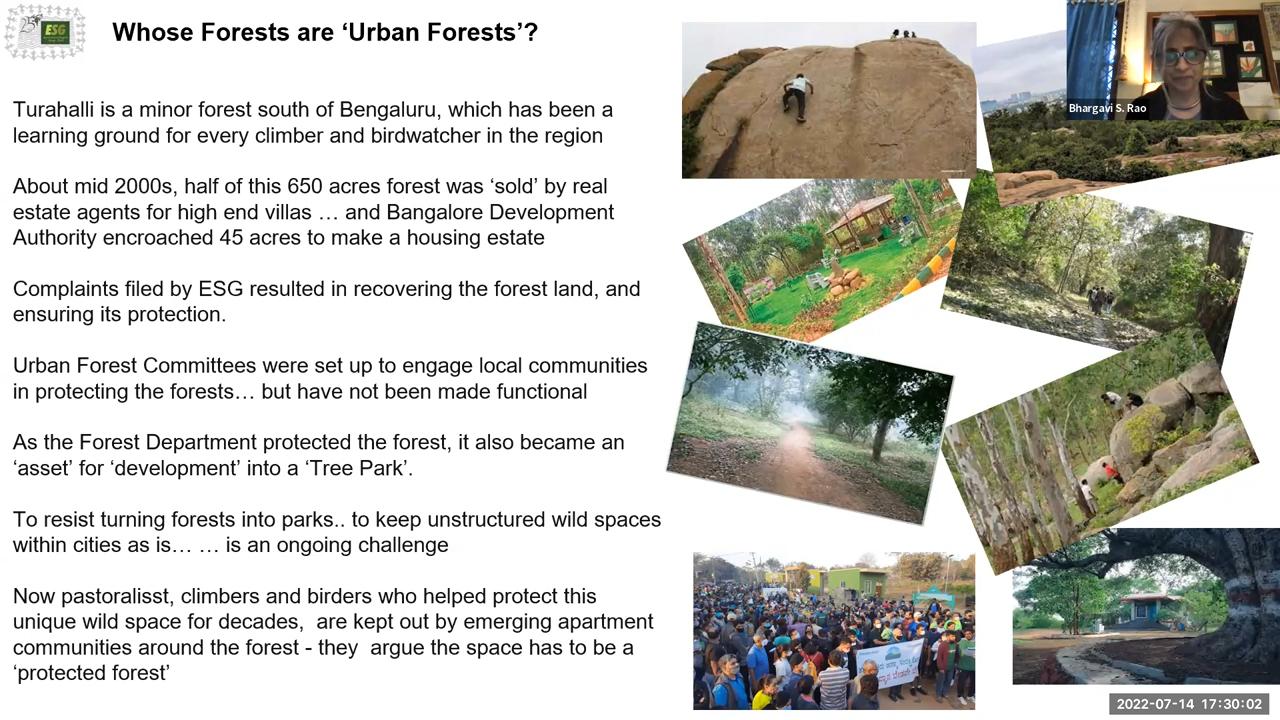 25th
ESG
Whose Forests are ‘Urban Forests’?
Turahalli is a minor forest south of Bengaluru, which has been a
learning ground for every climber and birdwatcher in the region
About mid 2000s, half of this 650 acres forest was ‘sold’ by real
estate agents for high end villas … and Bangalore Development
Authority encroached 45 acres to make a housing estate
Complaints filed by ESG resulted in recovering the forest land, and
ensuring its protection.
Urban Forest Committees were set up to engage local communities
in protecting the forests… but have not been made functional
As the Forest Department protected the forest, it also became an
‘asset’ for ‘development’ into a ‘Tree Park’.
To resist turning forests into parks.. to keep unstructured wild spaces
within cities as is… … is an ongoing challenge
Now pastoralisst, climbers and birders who helped protect this
unique wild space for decades,  are kept out by emerging apartment
communities around the forest - they  argue the space has to be a
‘protected forest’
Bhargavi S. Rao
2022-07-14 17:30:02